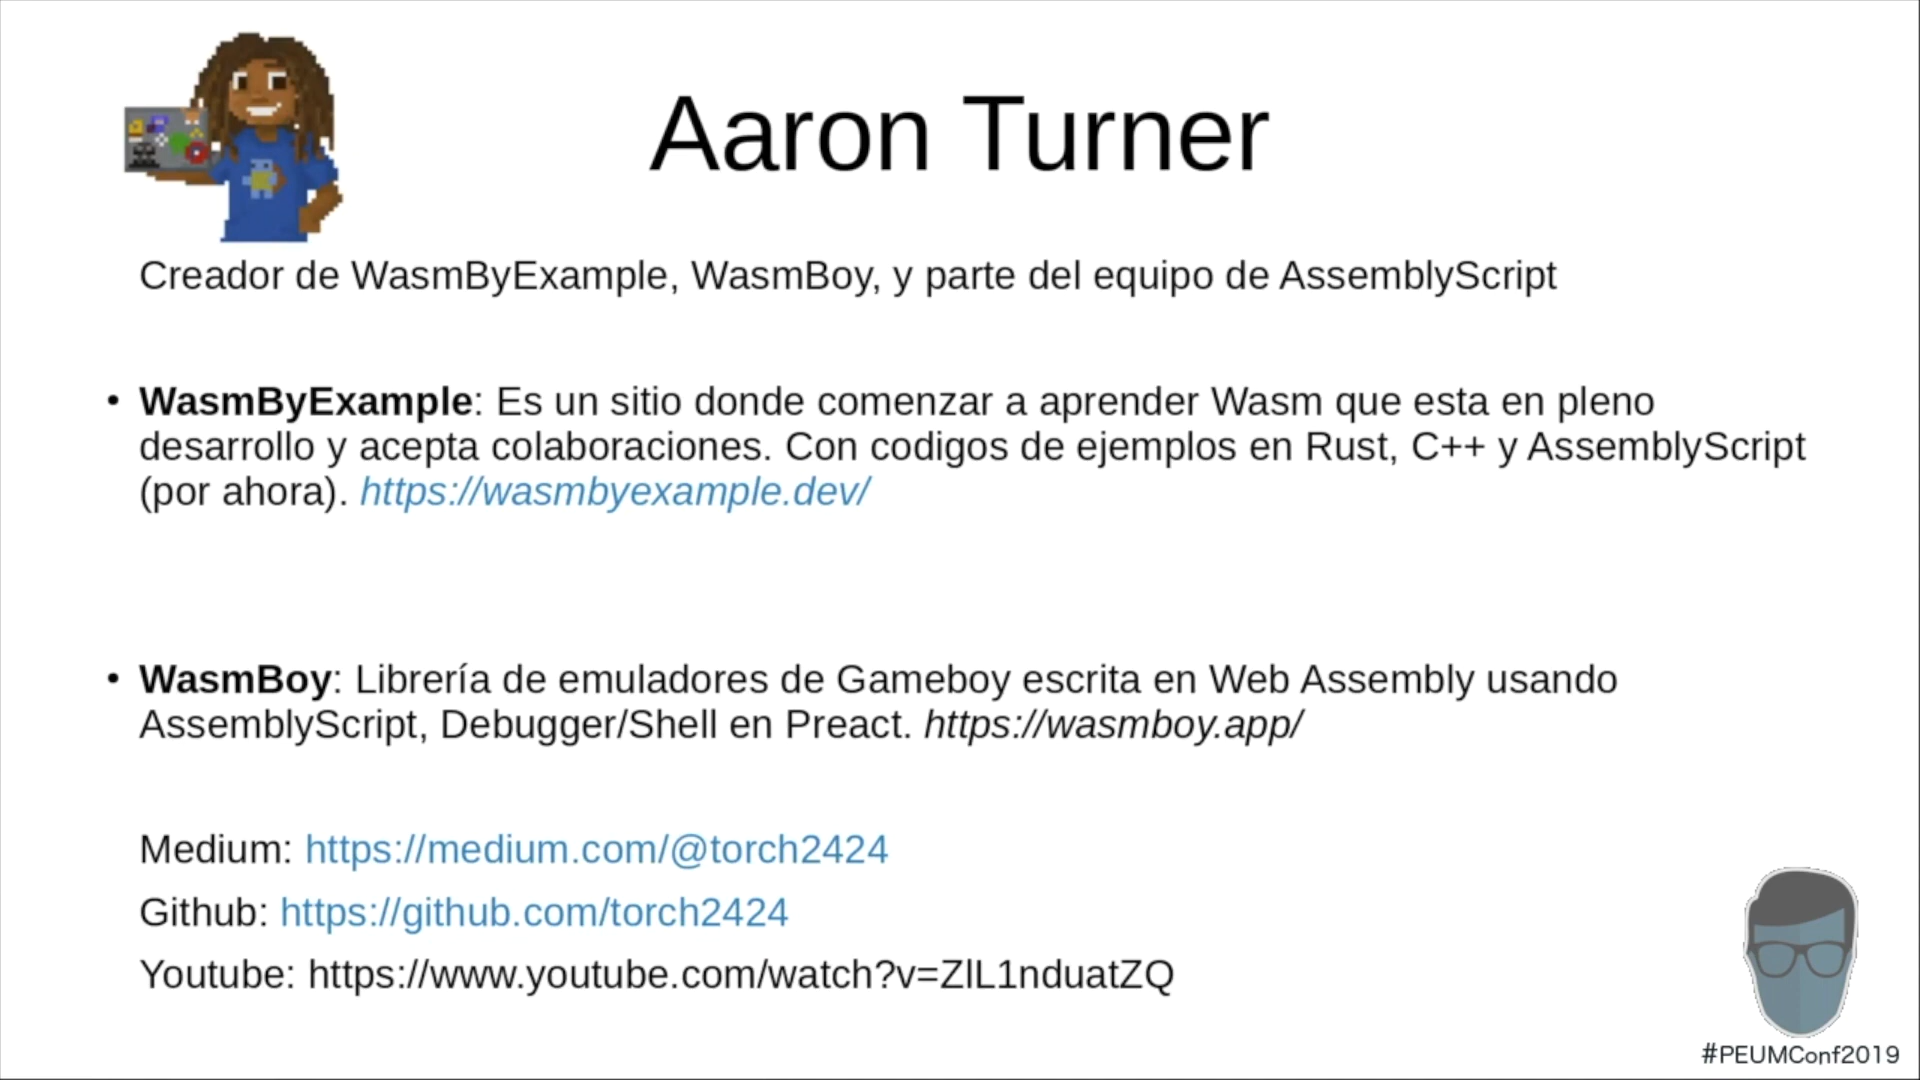 Aaron Turner
Creador de WasmByExample, WasmBoy, y parte del equipo de AssemblyScript
• WasmByExample: Es un sitio donde comenzar a aprender Wasm que esta en pleno
desarrollo y acepta colaboraciones. Con codigos de ejemplos en Rust, C++ y AssemblyScript
(por ahora). https://wasmbyexample.dev/
• WasmBoy: Librería de emuladores de Gameboy escrita en Web Assembly usando
AssemblyScript, Debugger/Shell en Preact. https://wasmboy.app/
Medium: https://medium.com/@torch2424
Github: https://github.com/torch2424
Youtube: https://www.youtube.com/watch?v=ZlL1nduatZQ
#PEUMConf2019